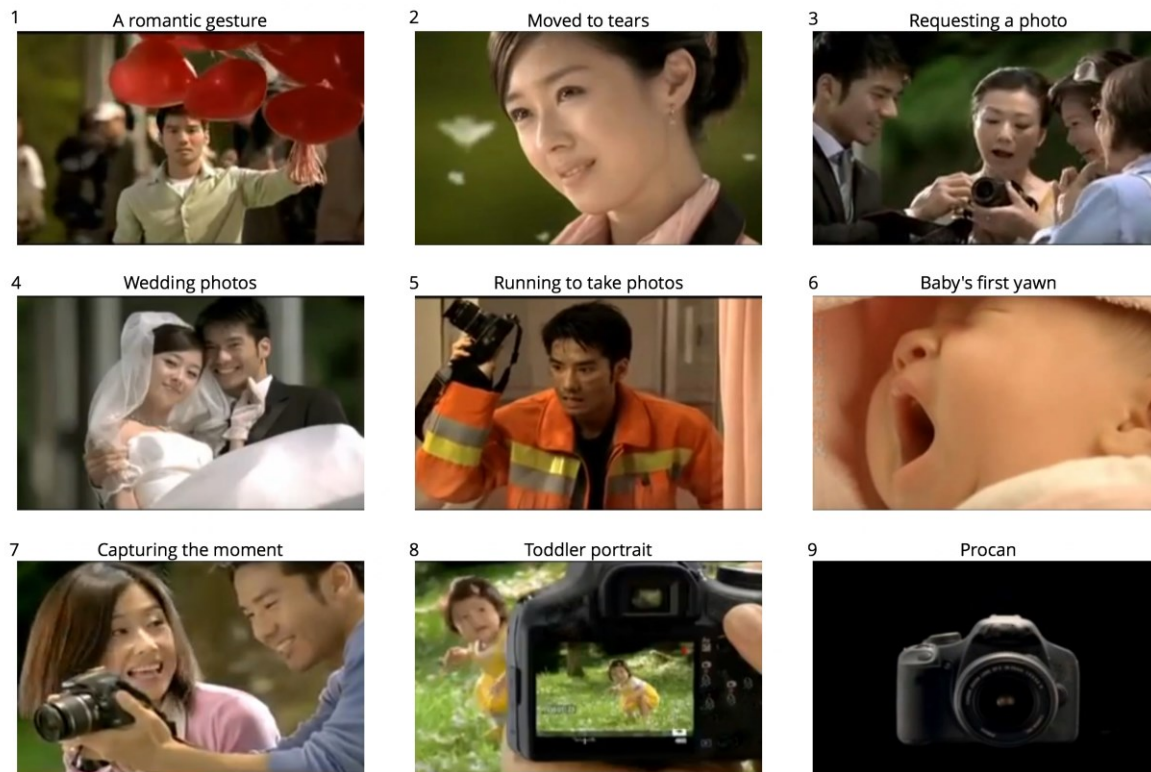 1 A romantic gesture
2 Moved to tears
3 Requesting a photo
4 Wedding photos
5 Running to take photos
6 Baby's first yawn
7 Capturing the moment
8 Toddler portrait
9 Procan